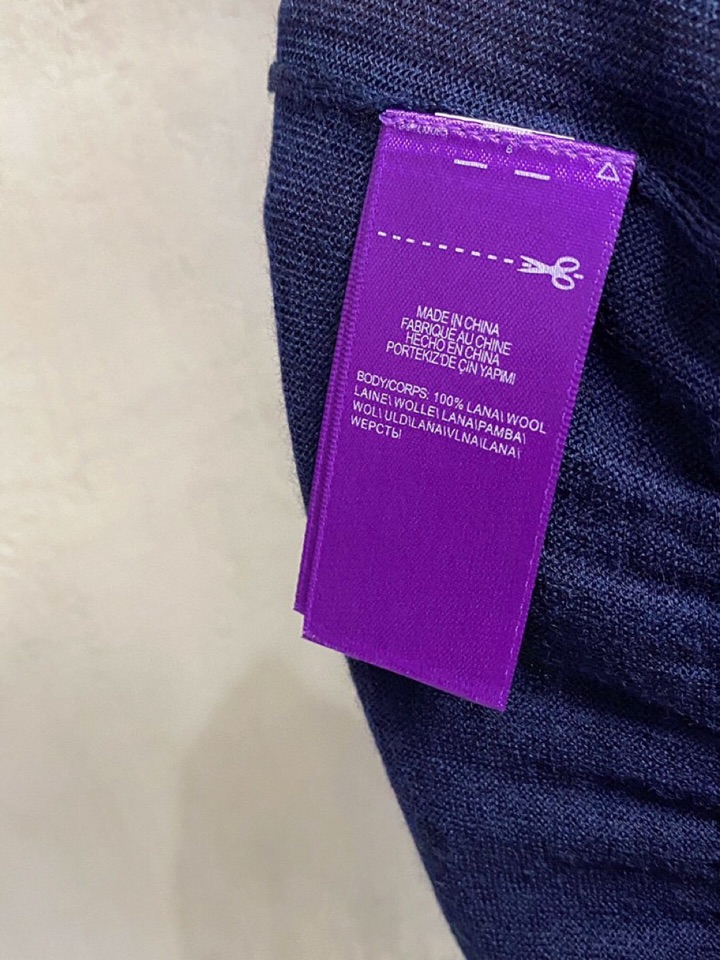 MADE IN CHINA
FABRIQUÉ AU CHINE
HECHO EN CHINA
PORTEKIZ'DE ÇIN YAPIMI
BODY/CORPS: 100% LANA\ WOOL
LAINE\ WOLLE\ LANA\PAMBA\
WOL\ ULD\LANA\VLNA\LANA\
ШЕРСТЬ\